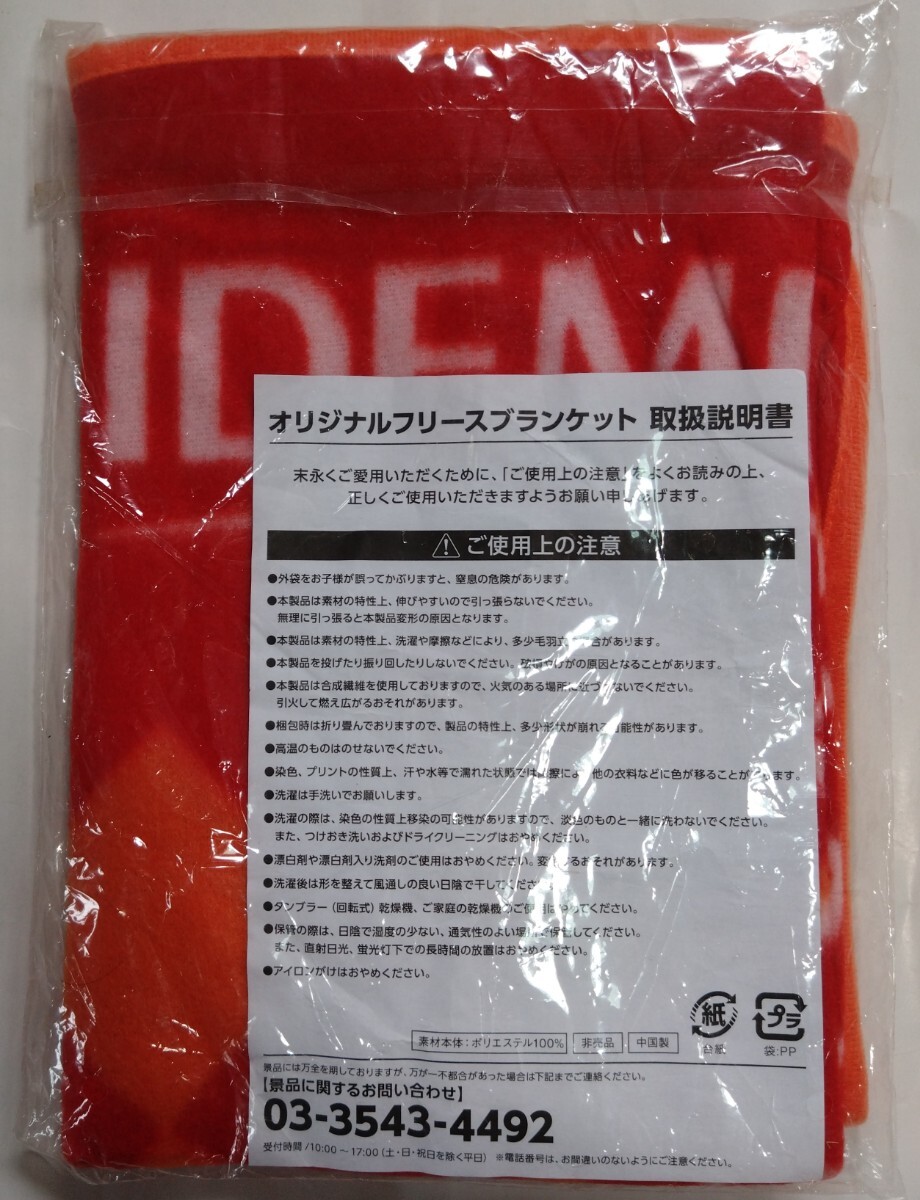 IDEM
オリジナルフリースブランケット 取扱説明書
末永くご愛用いただくために、「ご使用上の注意」をよくお読みの上、
正しくご使用いただきますようお願い申し上げます。
ご使用上の注意
●外袋をお子様が誤ってかぶりますと、窒息の危険があります。
●本製品は素材の特性上、伸びやすいので引っ張らないでください。
無理に引っ張ると本製品変形の原因となります。
●本製品は素材の特性上、洗濯や摩擦などにより、多少毛羽立つ場合があります。
●本製品を投げたり振り回したりしないでください。破損やけがの原因となることがあります。
●本製品は合成繊維を使用しておりますので、火気のある場所に近づけないでください。
引火して燃え広がるおそれがあります。
●梱包時は折り畳んでおりますので、製品の特性上、多少形状が崩れる可能性があります。
●高温のものはのせないでください。
●染色、プリントの性質上、汗や水等で濡れた状態では摩擦により他の衣料などに色が移ることがあります。
●洗濯は手洗いでお願いします。
●洗濯の際は、染色の性質上移染の可能性がありますので、淡色のものと一緒に洗わないでください。
また、つけおき洗いおよびドライクリーニングはおやめください。
●漂白剤や漂白剤入り洗剤のご使用はおやめください。変色するおそれがあります。
●洗濯後は形を整えて風通しの良い日陰で干してください。
●タンブラー(回転式)乾燥機、ご家庭の乾燥機のご使用はおやめください。
●保管の際は、日陰で湿度の少ない、通気性のよい場所で保管してください。
また、直射日光、蛍光灯下での長時間の放置はおやめください。
●アイロンがけはおやめください。
紙
台紙
プラ
袋:PP
素材本体:ポリエステル100% 非売品 中国製
景品には万全を期しておりますが、万が一不都合があった場合は下記までご連絡ください。
【景品に関するお問い合わせ】
03-3543-4492
受付時間/10:00~17:00(土・日・祝日を除く平日) ※電話番号は、お間違いのないようにご注意ください。